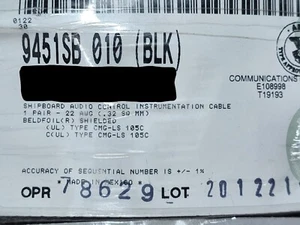 0122
30
9451SB 010 (BLK)
COMMUNICATIONS
E108998
T19193
SHIPBOARD AUDIO CONTROL INSTRUMENTATION CABLE
1 PAIR - 22 AWG (.32 SQ MM)
BELDFOIL(R) SHIELDED
(UL) TYPE CMG-LS 105C
C(UL) TYPE CMG-LS 105C
ACCURACY OF SEQUENTIAL NUMBER IS +/- 1%
* MADE IN MEXICO
OPR 78629 LOT 201221